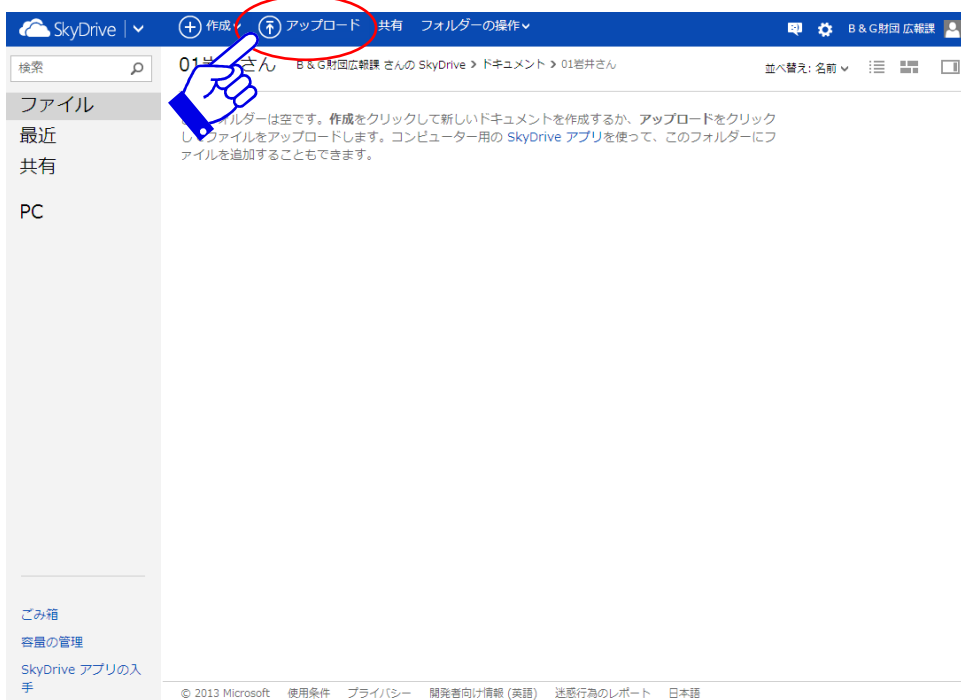 SkyDrive
作成 アップロード 共有 フォルダーの操作
B＆G財団 広報課
検索
01岩井さん B＆G財団広報課 さんの SkyDrive > ドキュメント > 01岩井さん
並べ替え: 名前
ファイル
最近
共有
PC
ルダーは空です。作成をクリックして新しいドキュメントを作成するか、アップロードをクリック
してファイルをアップロードします。コンピューター用の SkyDrive アプリを使って、このフォルダーにフ
ァイルを追加することもできます。
ごみ箱
容量の管理
SkyDrive アプリの入
手
© 2013 Microsoft 使用条件 プライバシー 開発者向け情報 (英語) 迷惑行為のレポート 日本語